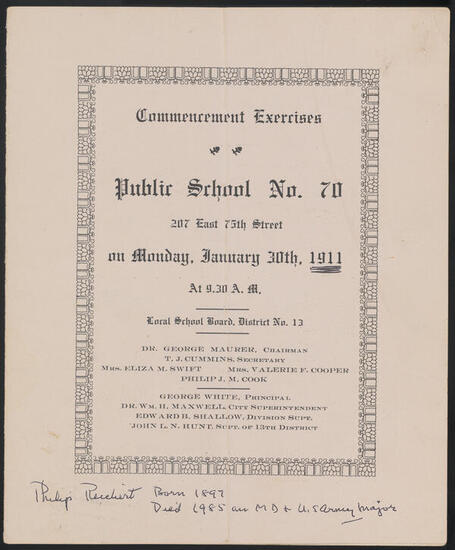 Commencement Exercises
Public School No. 70
207 East 75th Street
on Monday, January 30th, 1911
At 9.30 A. M.
Local School Board, District No. 13
DR. GEORGE MAURER, CHAIRMAN
T. J. CUMMINS, SECRETARY
MRS. ELIZA M. SWIFT MRS. VALERIE F. COOPER
PHILIP J. M. COOK
GEORGE WHITE, PRINCIPAL
DR. WM. H. MAXWELL, CITY SUPERINTENDENT
EDWARD B. SHALLOW, DIVISION SUPT.
JOHN L. N. HUNT, SUPT. OF 13TH DISTRICT
Philip Reichert Born 1897
Died 1985 an MD & U.S Army Major